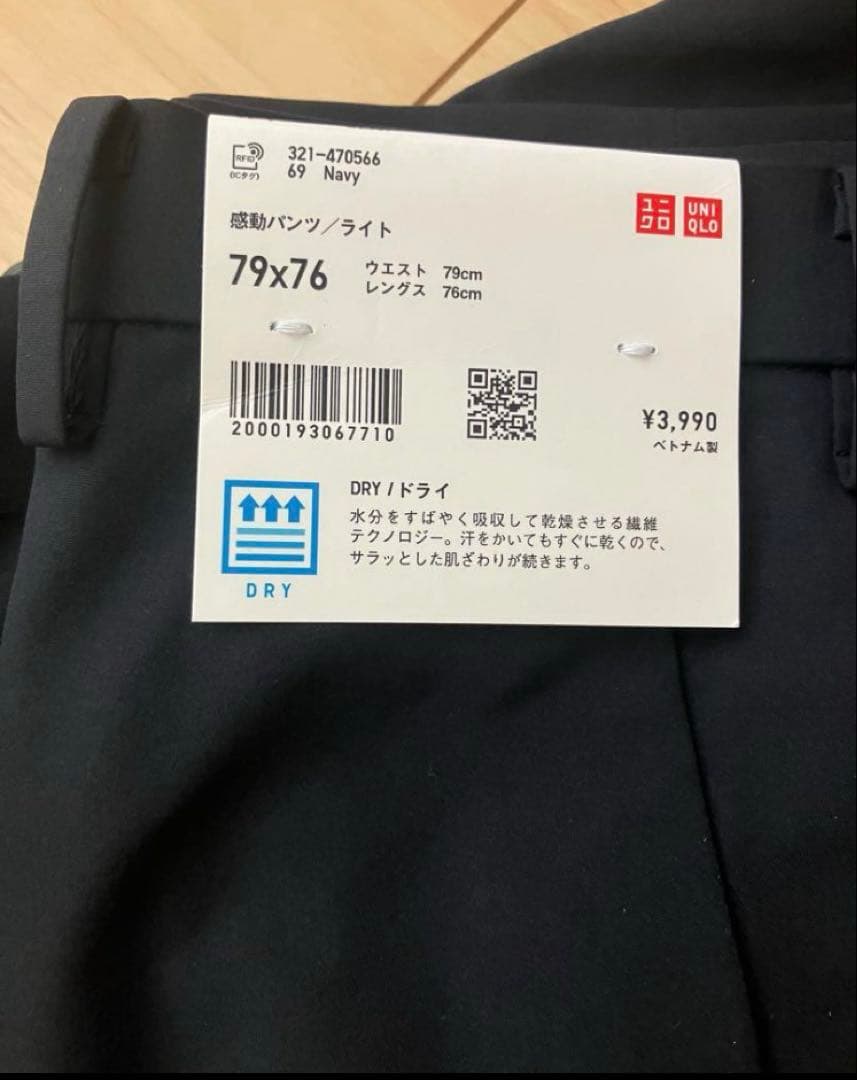 RFID
(ICタグ)
321-470566
69 Navy
ユニクロ
UNIQLO
感動パンツ/ライト
79x76
ウエスト 79cm
レングス 76cm
2000193067710
¥3,990
ベトナム製
DRY
DRY / ドライ
水分をすばやく吸収して乾燥させる繊維
テクノロジー。汗をかいてもすぐに乾くので、
サラッとした肌ざわりが続きます。